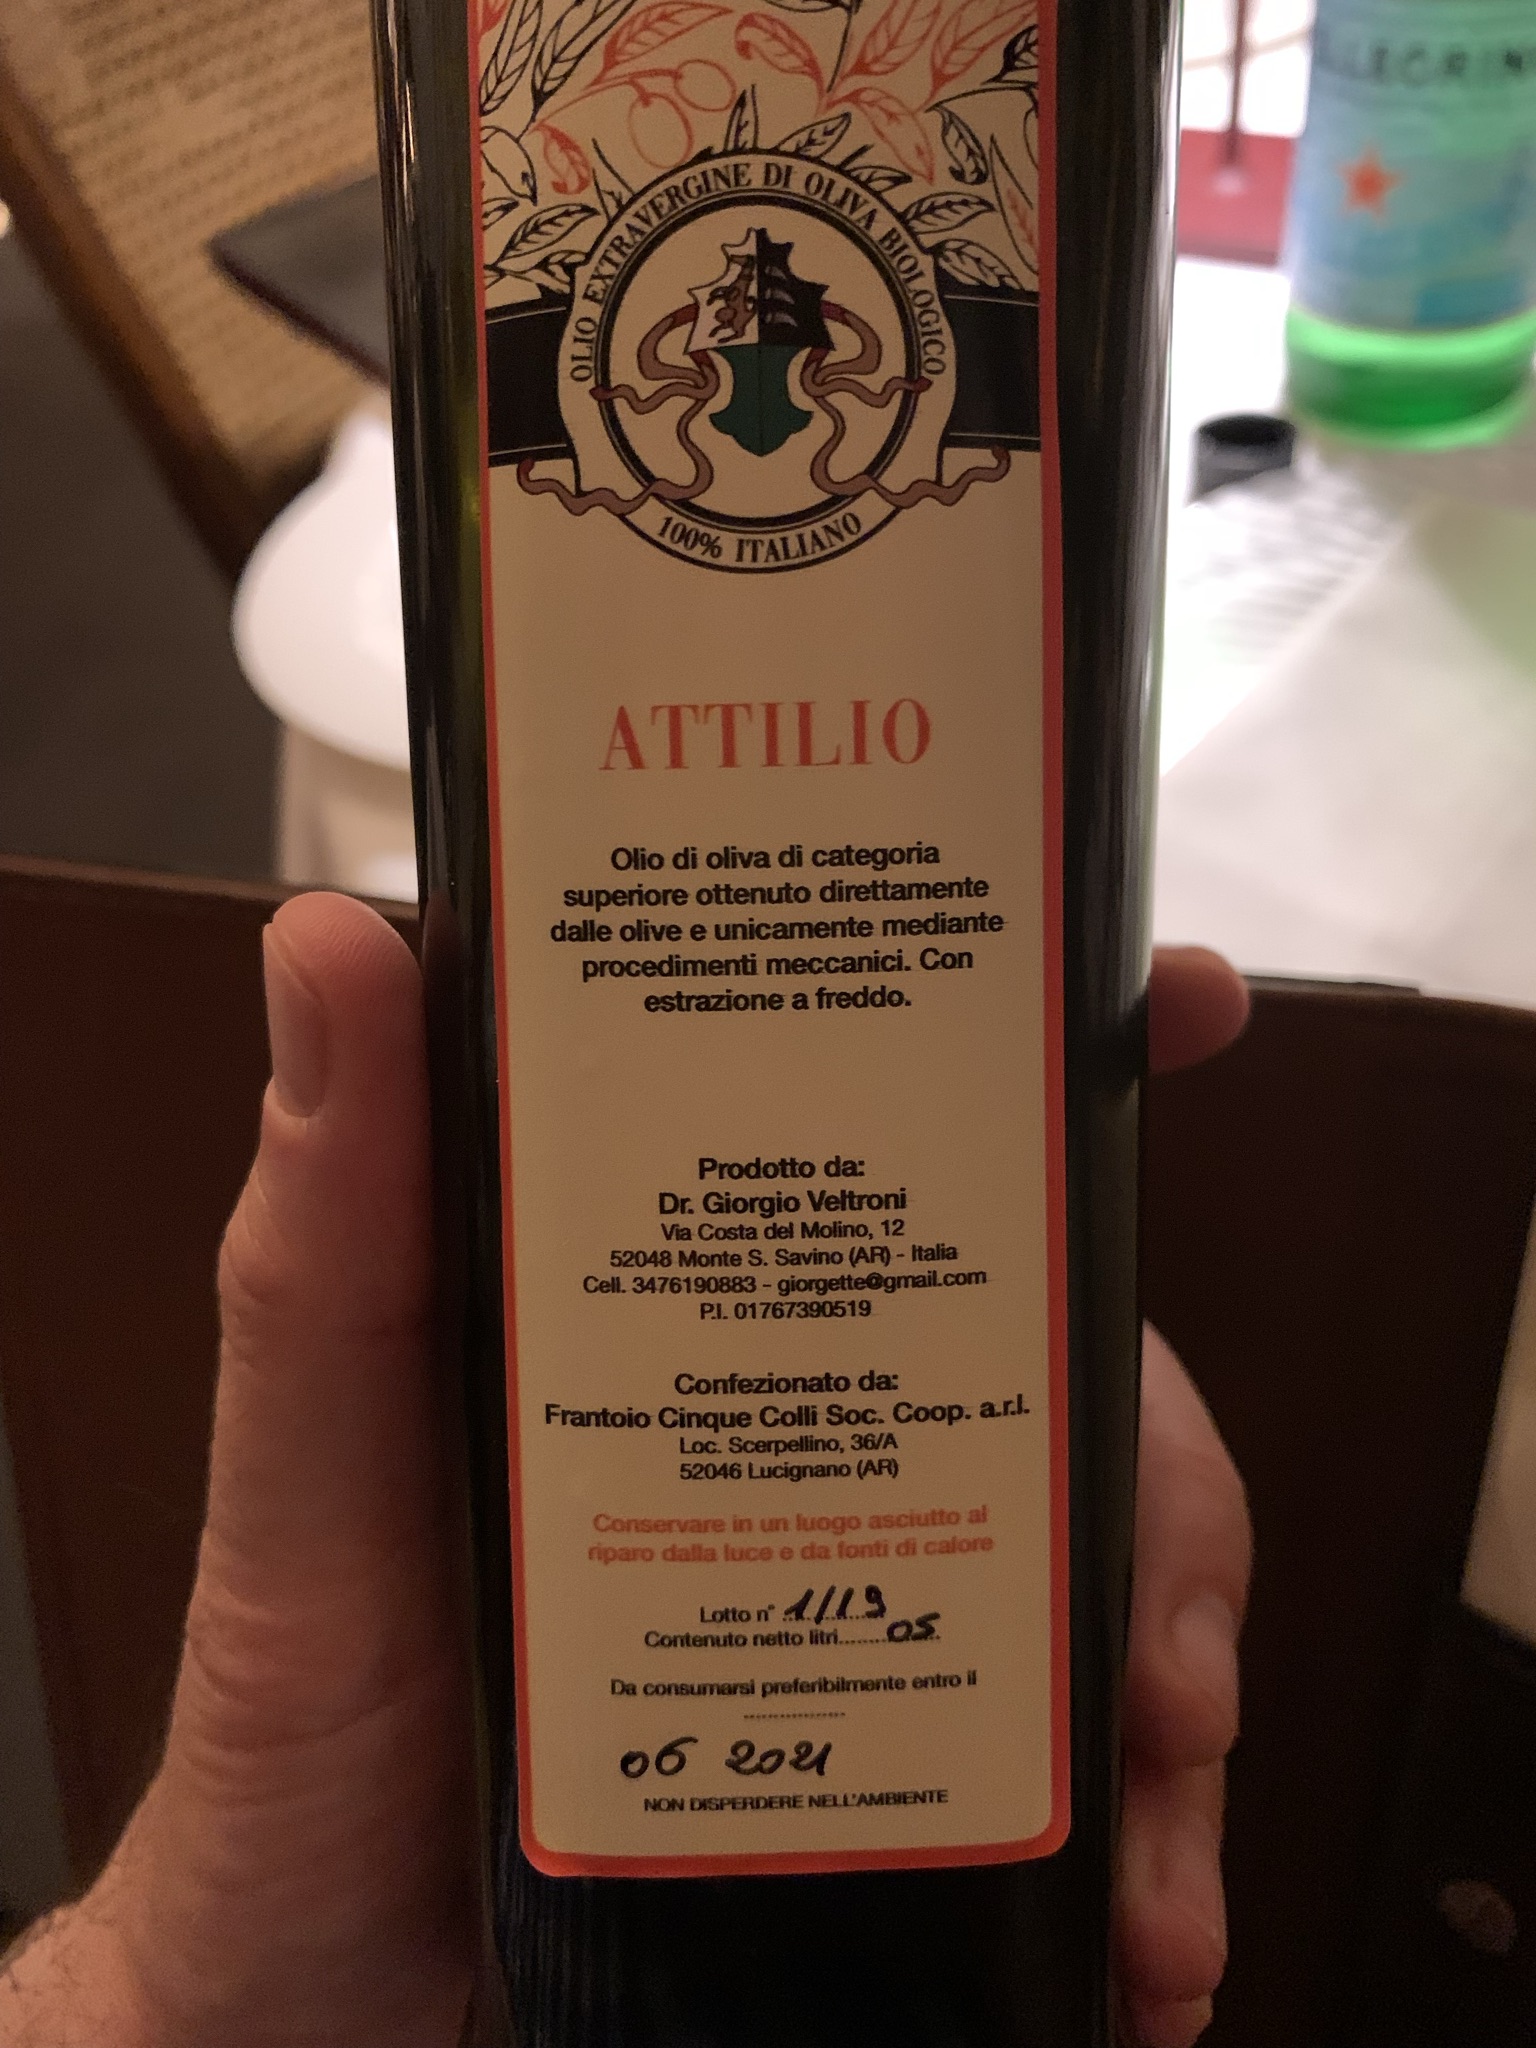 OLIO EXTRAVERGINE DI OLIVA BIOLOGICO
100% ITALIANO
ATTILIO
Olio di oliva di categoria
superiore ottenuto direttamente
dalle olive e unicamente mediante
procedimenti meccanici. Con
estrazione a freddo.
Prodotto da:
Dr. Giorgio Veltroni
Via Costa del Molino, 12
52048 Monte S. Savino (AR) - Italia
Cell. 3476190883 - giorgette@gmail.com
P.I. 01767390519
Confezionato da:
Frantoio Cinque Colli Soc. Coop. a.r.l.
Loc. Scerpellino, 36/A
52046 Lucignano (AR)
Conservare in un luogo asciutto al
riparo dalla luce e da fonti di calore
Lotto n° 1/19
Contenuto netto litri........05
Da consumarsi preferibilmente entro il
06 2021
NON DISPERDERE NELL'AMBIENTE
LLEGRIN